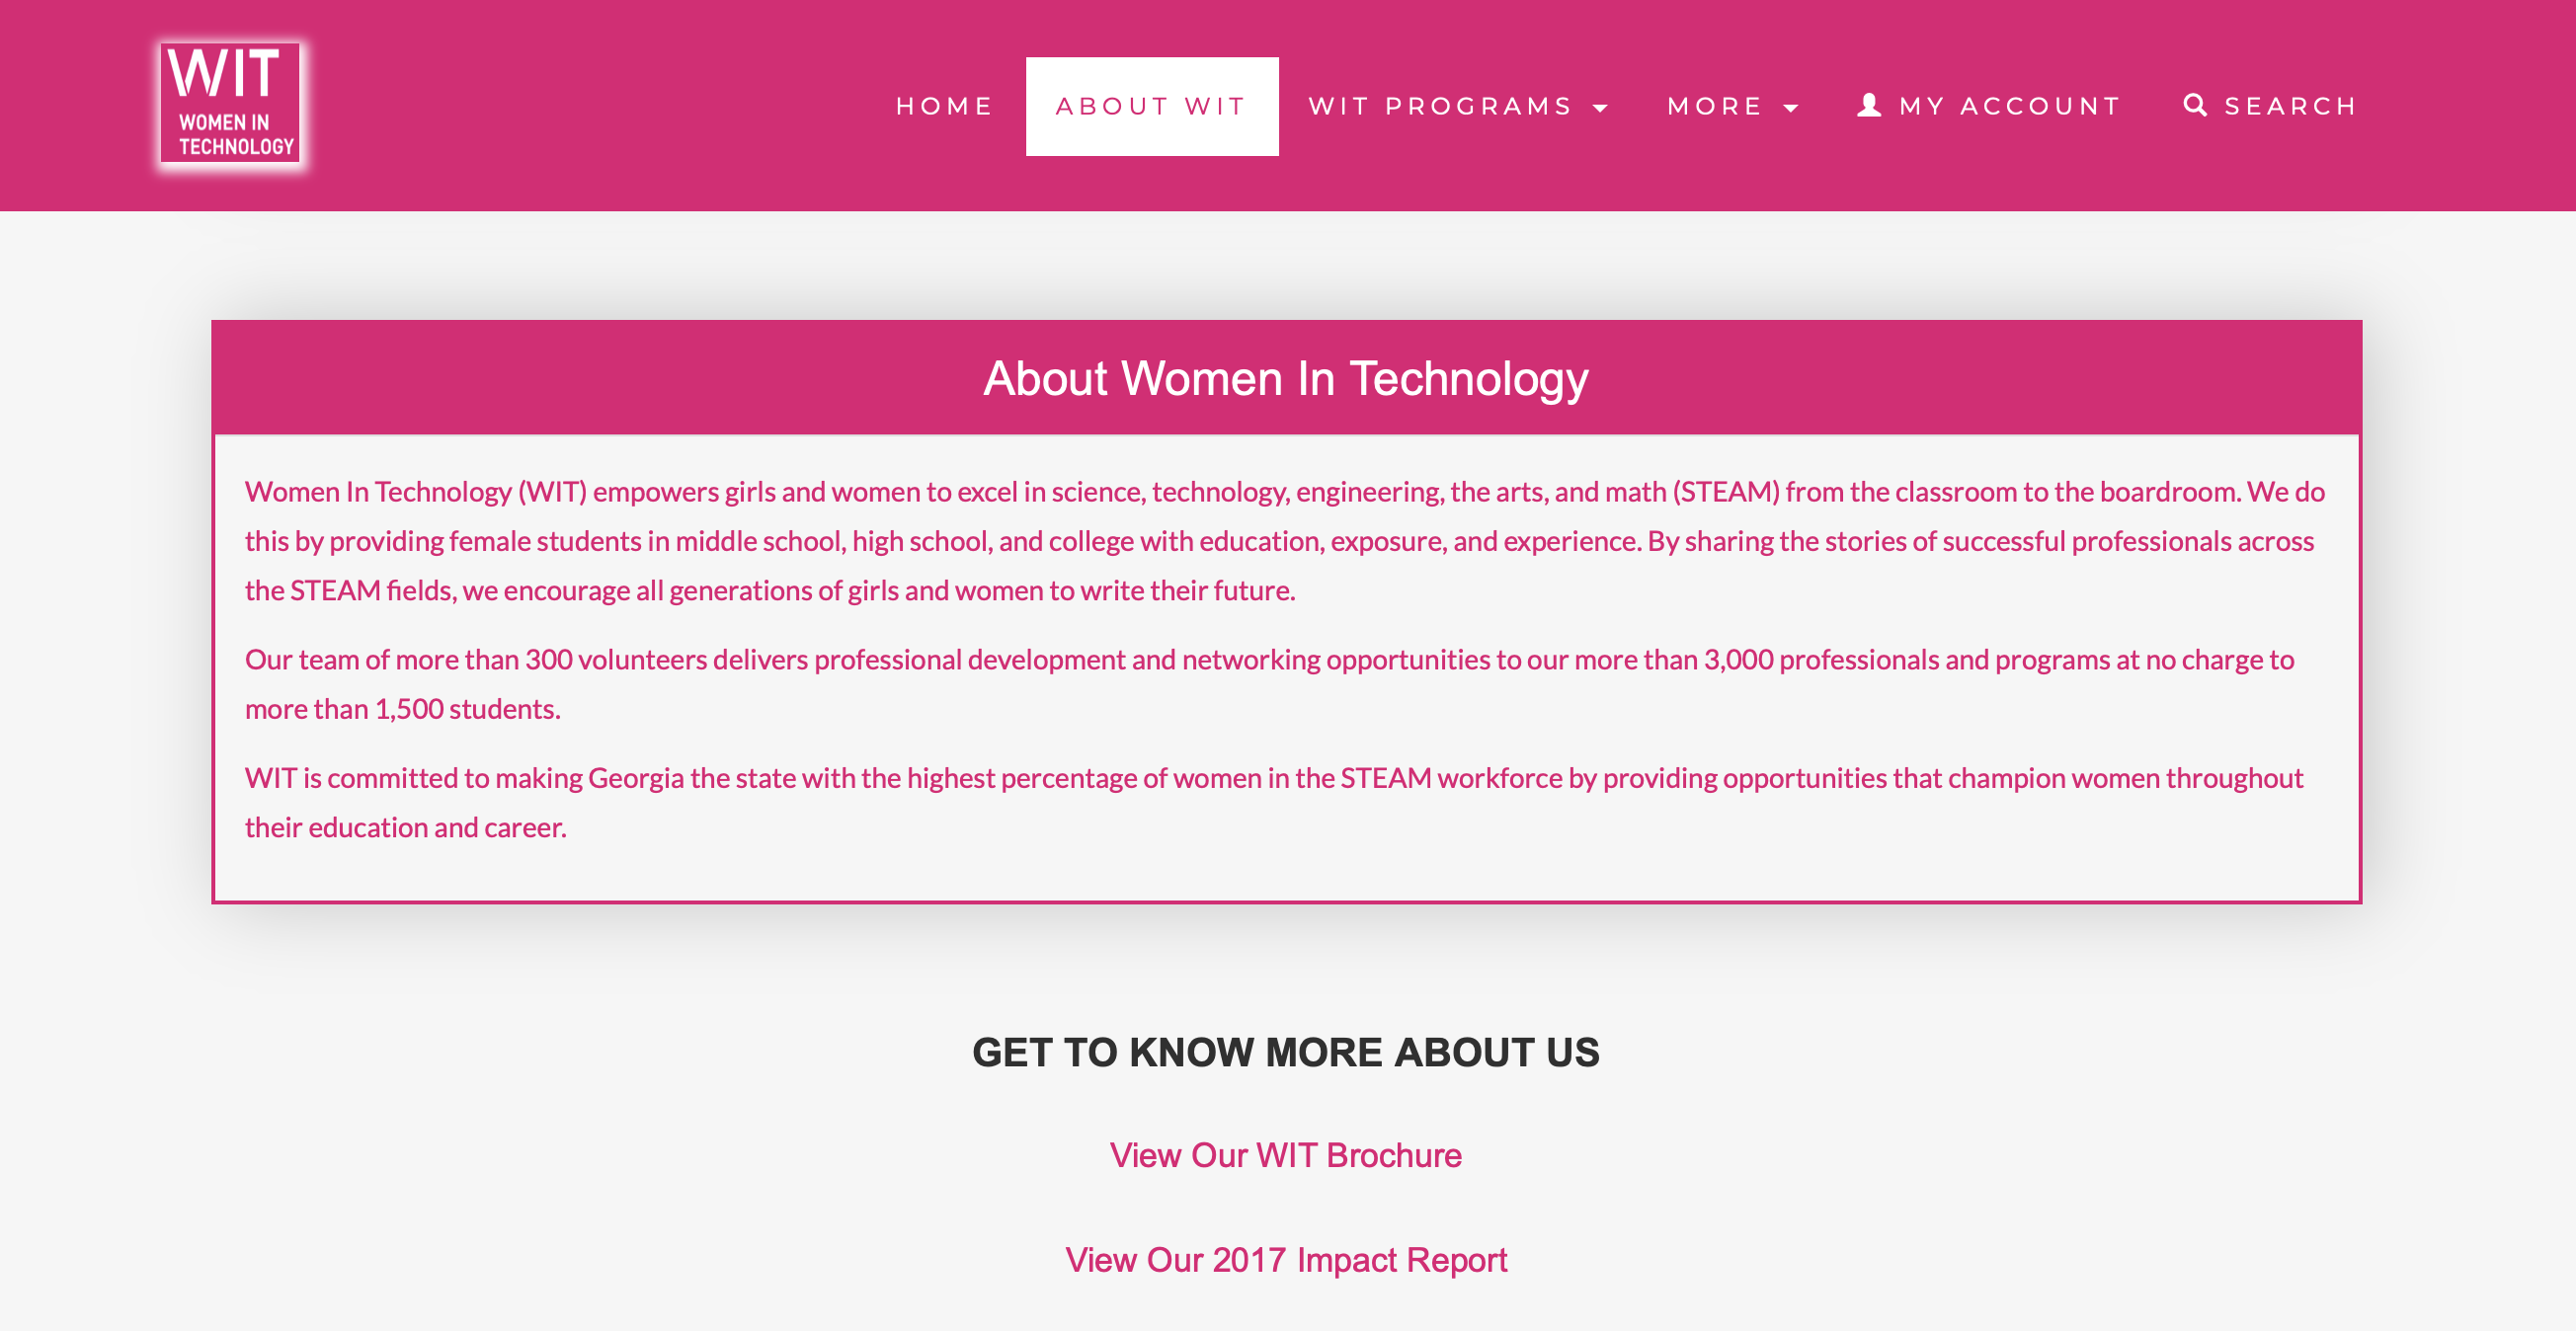 WIT
WOMEN IN
TECHNOLOGY
HOME
ABOUT WIT
WIT PROGRAMS
MORE
MY ACCOUNT
SEARCH
About Women In Technology
Women In Technology (WIT) empowers girls and women to excel in science, technology, engineering, the arts, and math (STEAM) from the classroom to the boardroom. We do
this by providing female students in middle school, high school, and college with education, exposure, and experience. By sharing the stories of successful professionals across
the STEAM fields, we encourage all generations of girls and women to write their future.
Our team of more than 300 volunteers delivers professional development and networking opportunities to our more than 3,000 professionals and programs at no charge to
more than 1,500 students.
WIT is committed to making Georgia the state with the highest percentage of women in the STEAM workforce by providing opportunities that champion women throughout
their education and career.
GET TO KNOW MORE ABOUT US
View Our WIT Brochure
View Our 2017 Impact Report